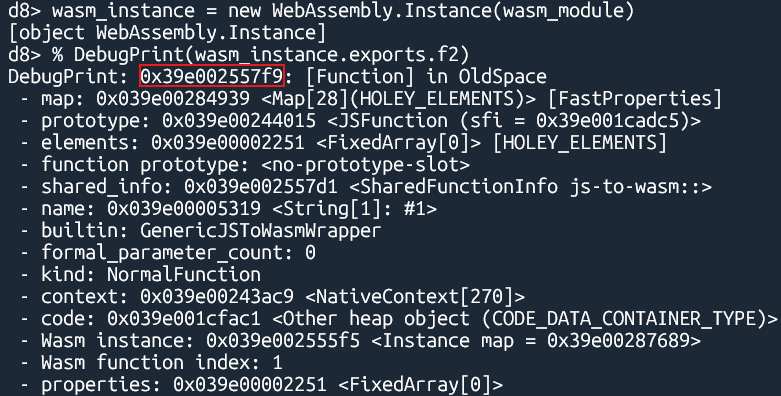 d8> wasm_instance = new WebAssembly.Instance(wasm_module)
[object WebAssembly.Instance]
d8> % DebugPrint(wasm_instance.exports.f2)
DebugPrint: 0x39e002557f9: [Function] in OldSpace
- map: 0x039e00284939 <Map[28](HOLEY_ELEMENTS)> [FastProperties]
- prototype: 0x039e00244015 <JSFunction (sfi = 0x39e001cadc5)>
- elements: 0x039e00002251 <FixedArray[0]> [HOLEY_ELEMENTS]
- function prototype: <no-prototype-slot>
- shared_info: 0x039e002557d1 <SharedFunctionInfo js-to-wasm::>
- name: 0x039e00005319 <String[1]: #1>
- builtin: GenericJSToWasmWrapper
- formal_parameter_count: 0
- kind: NormalFunction
- context: 0x039e00243ac9 <NativeContext[270]>
- code: 0x039e001cfac1 <Other heap object (CODE_DATA_CONTAINER_TYPE)>
- Wasm instance: 0x039e002555f5 <Instance map = 0x39e00287689>
- Wasm function index: 1
- properties: 0x039e00002251 <FixedArray[0]>